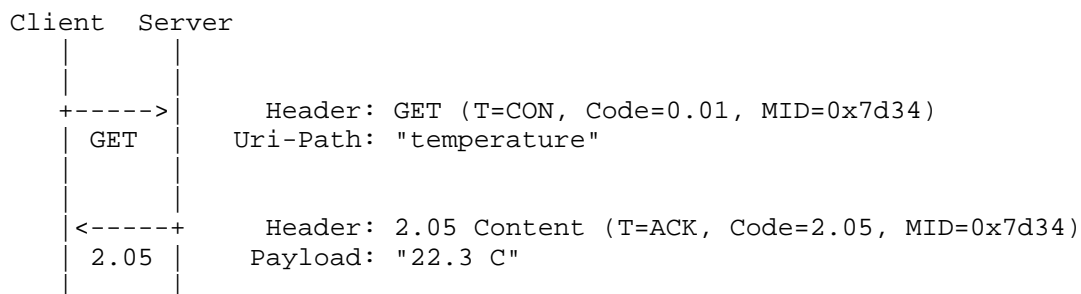 Client Server
Header: GET (T=CON, Code=0.01, MID=0x7d34)
GET Uri-Path: "temperature"
Header: 2.05 Content (T=ACK, Code=2.05, MID=0x7d34)
2.05 Payload: "22.3 C"